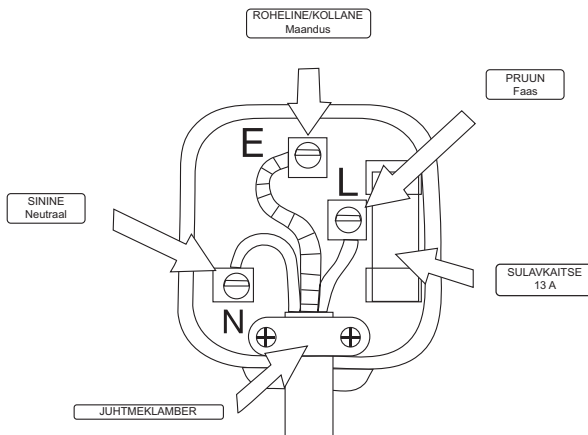 ROHELINE/KOLLANE
Maandus
PRUUN
Faas
E
L
SININE
Neutraal
SULAVKAITSE
13 A
N
JUHTMEKLAMBER